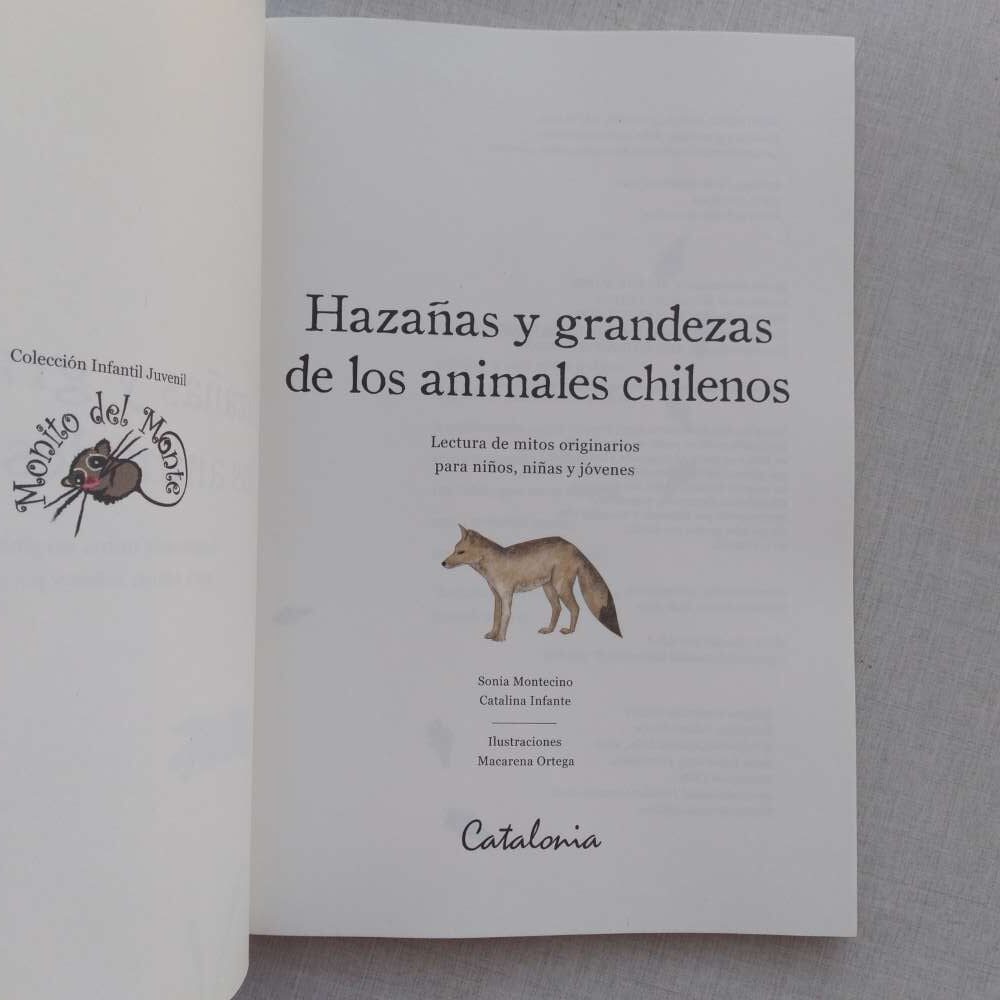 Colección Infantil Juvenil
Monito del Monte
Hazañas y grandezas
de los animales chilenos
Lectura de mitos originarios
para niños, niñas y jóvenes
Sonia Montecino
Catalina Infante
Ilustraciones
Macarena Ortega
Catalonia